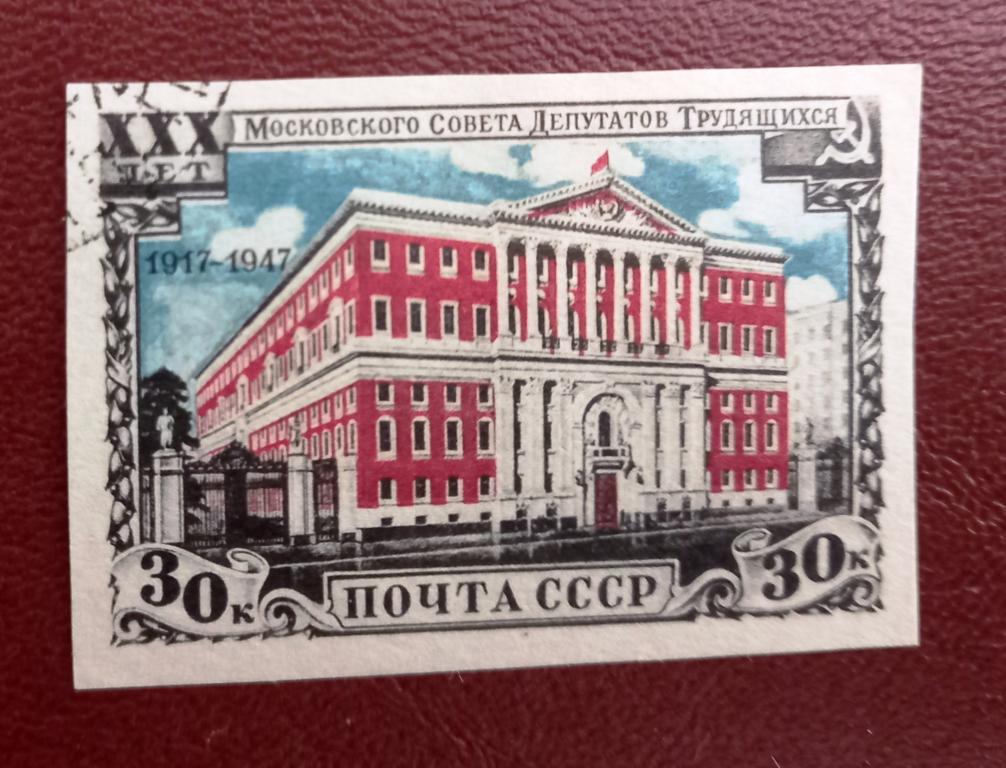 XXX
ЛЕТ
Московского Совета Депутатов Трудящихся
1917-1947
30к
ПОЧТА СССР
30к